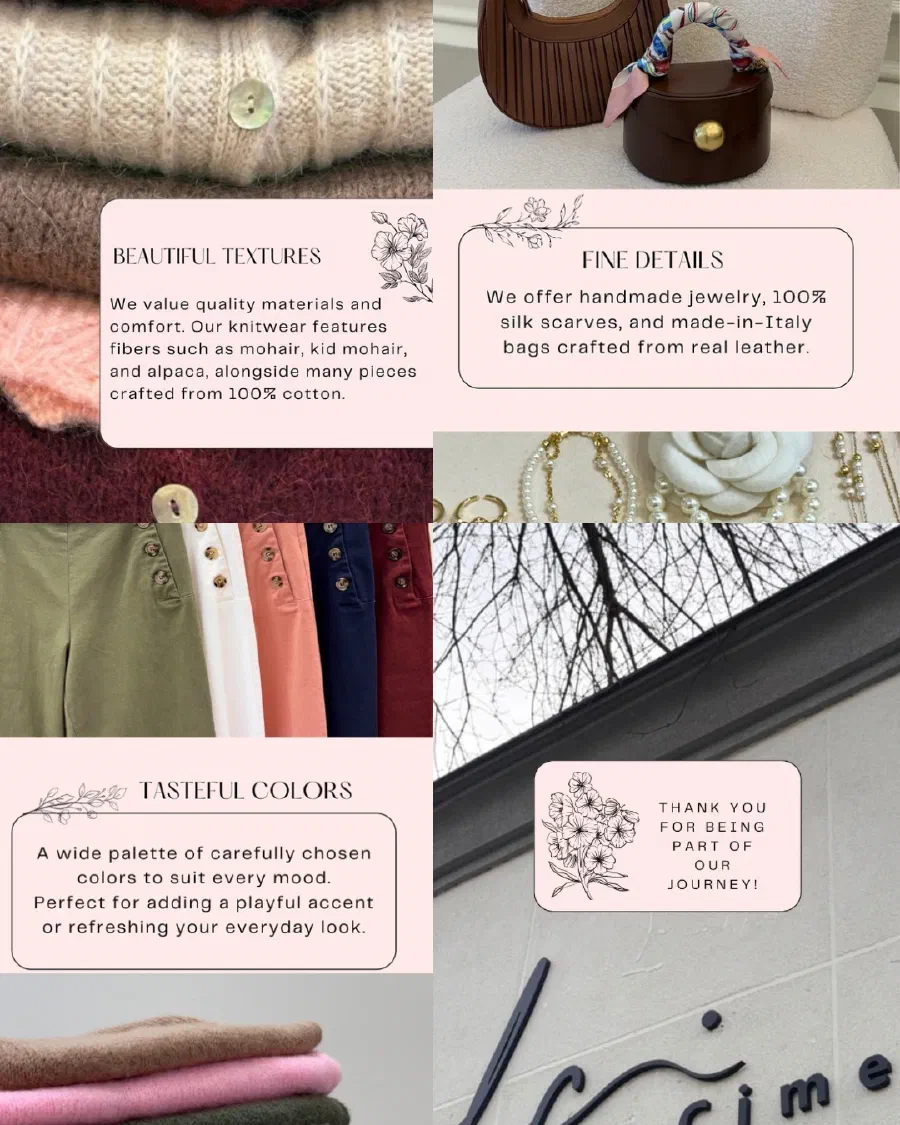 BEAUTIFUL TEXTURES
We value quality materials and
comfort. Our knitwear features
fibers such as mohair, kid mohair,
and alpaca, alongside many pieces
crafted from 100% cotton.
FINE DETAILS
We offer handmade jewelry, 100%
silk scarves, and made-in-Italy
bags crafted from real leather.
TASTEFUL COLORS
A wide palette of carefully chosen
colors to suit every mood.
Perfect for adding a playful accent
or refreshing your everyday look.
THANK YOU
FOR BEING
PART OF
OUR
JOURNEY!